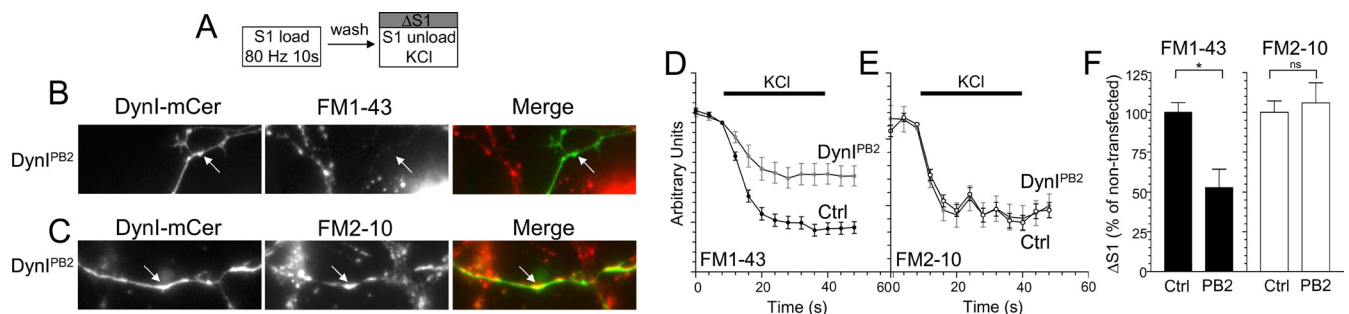 A
S1 load
80 Hz 10s
wash
ΔS1
S1 unload
KCl
B
DynI-mCer
FM1-43
Merge
DynI^PB2
C
DynI-mCer
FM2-10
Merge
DynI^PB2
D
KCl
Arbitrary Units
DynI^PB2
Ctrl
FM1-43
0 20 40 60
Time (s)
E
KCl
DynI^PB2
Ctrl
FM2-10
0 20 40 60
Time (s)
F
FM1-43 FM2-10
* ns
ΔS1 (% of non-transfected)
125
100
75
50
25
0
Ctrl PB2 Ctrl PB2